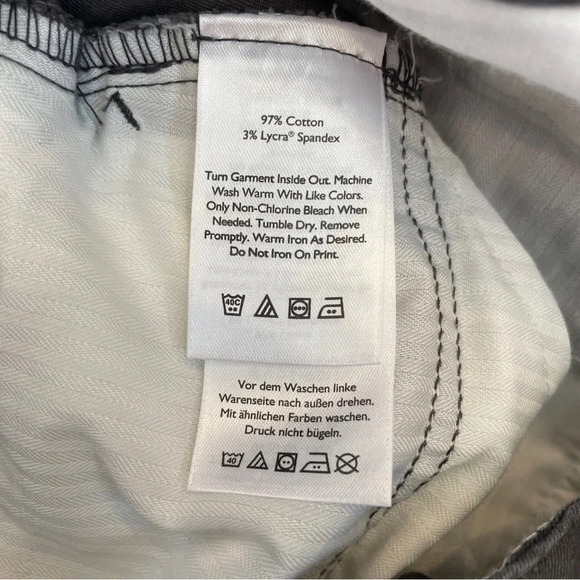 97% Cotton
3% Lycra® Spandex
Turn Garment Inside Out. Machine
Wash Warm With Like Colors.
Only Non-Chlorine Bleach When
Needed. Tumble Dry. Remove
Promptly. Warm Iron As Desired.
Do Not Iron On Print.
40C
Vor dem Waschen linke
Warenseite nach außen drehen.
Mit ähnlichen Farben waschen.
Druck nicht bügeln.
40